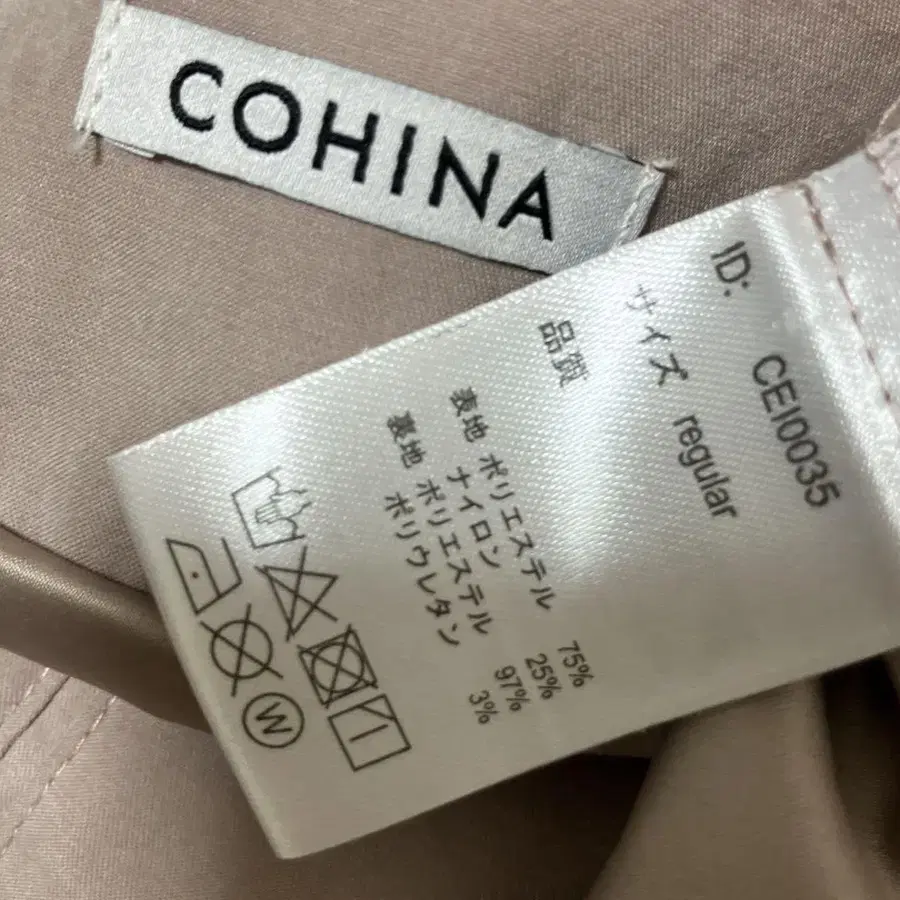 COHINA
ID: CEI0035
サイズ regular
品質
表地 ポリエステル 75%
ナイロン 25%
裏地 ポリエステル 97%
ポリウレタン 3%
W